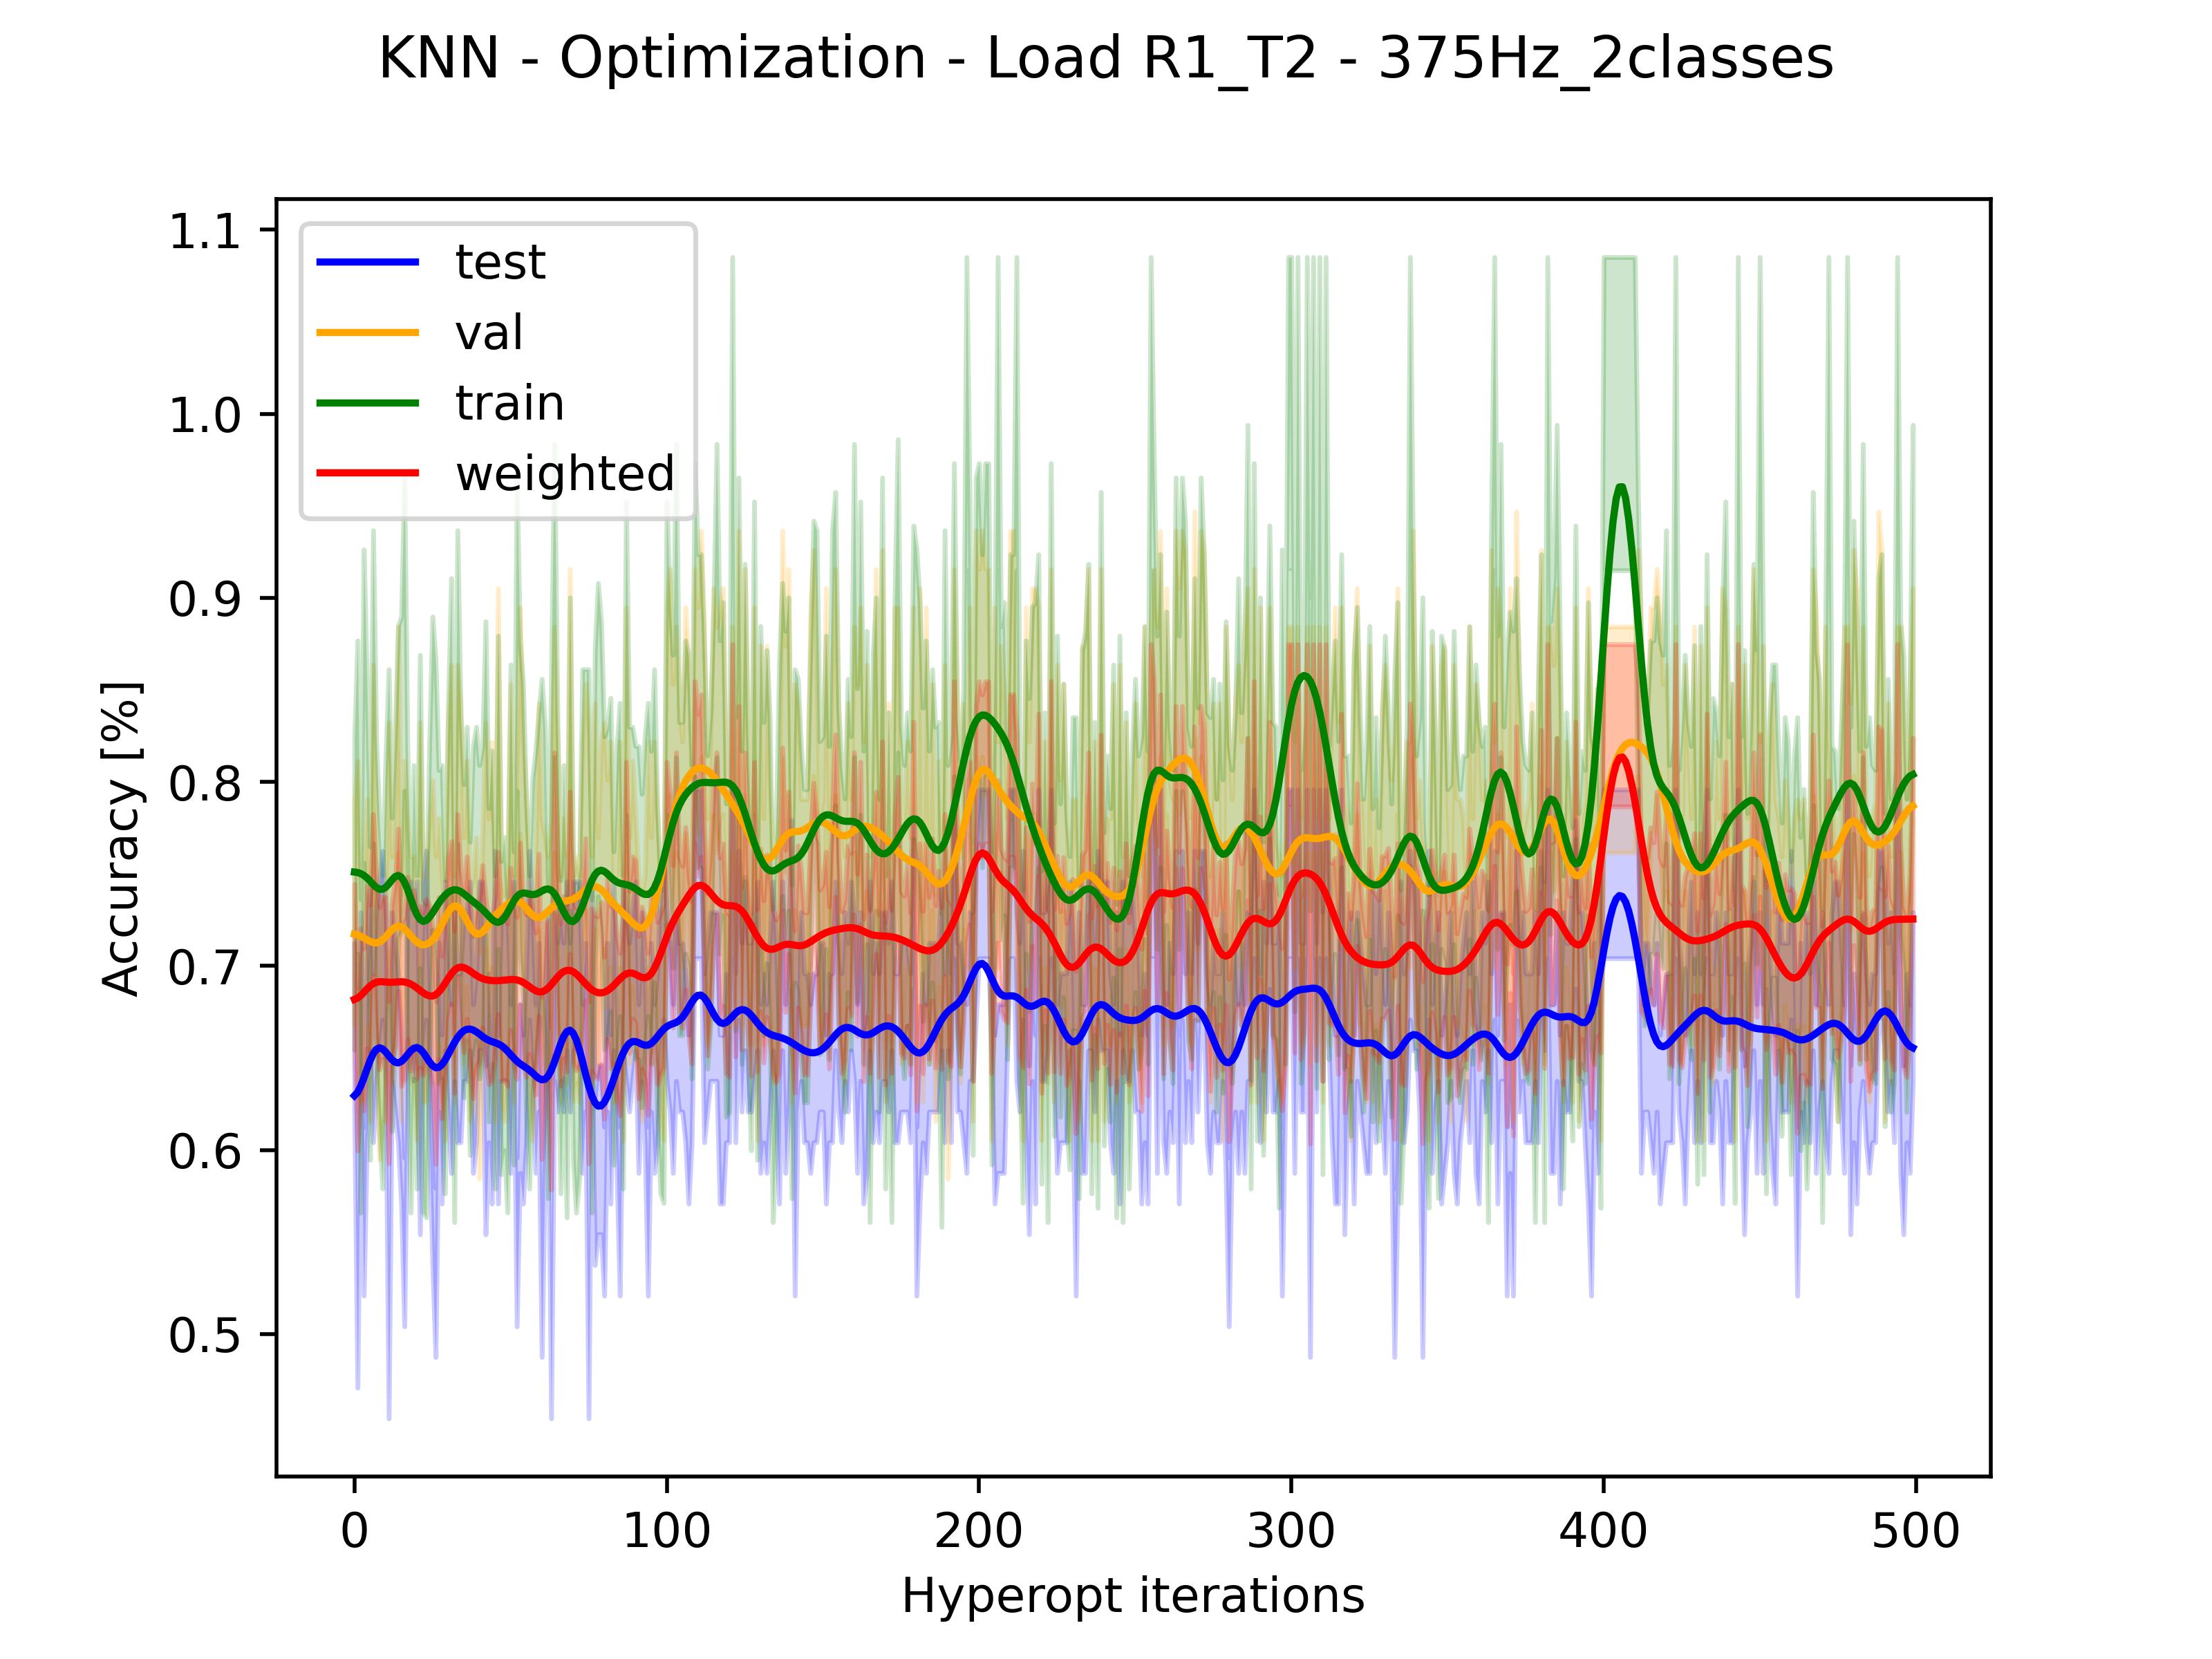 KNN - Optimization - Load R1_T2 - 375Hz_2classes
1.1
1.0
0.9
0.8
0.7
0.6
0.5
Accuracy [%]
test
val
train
weighted
0 100 200 300 400 500
Hyperopt iterations